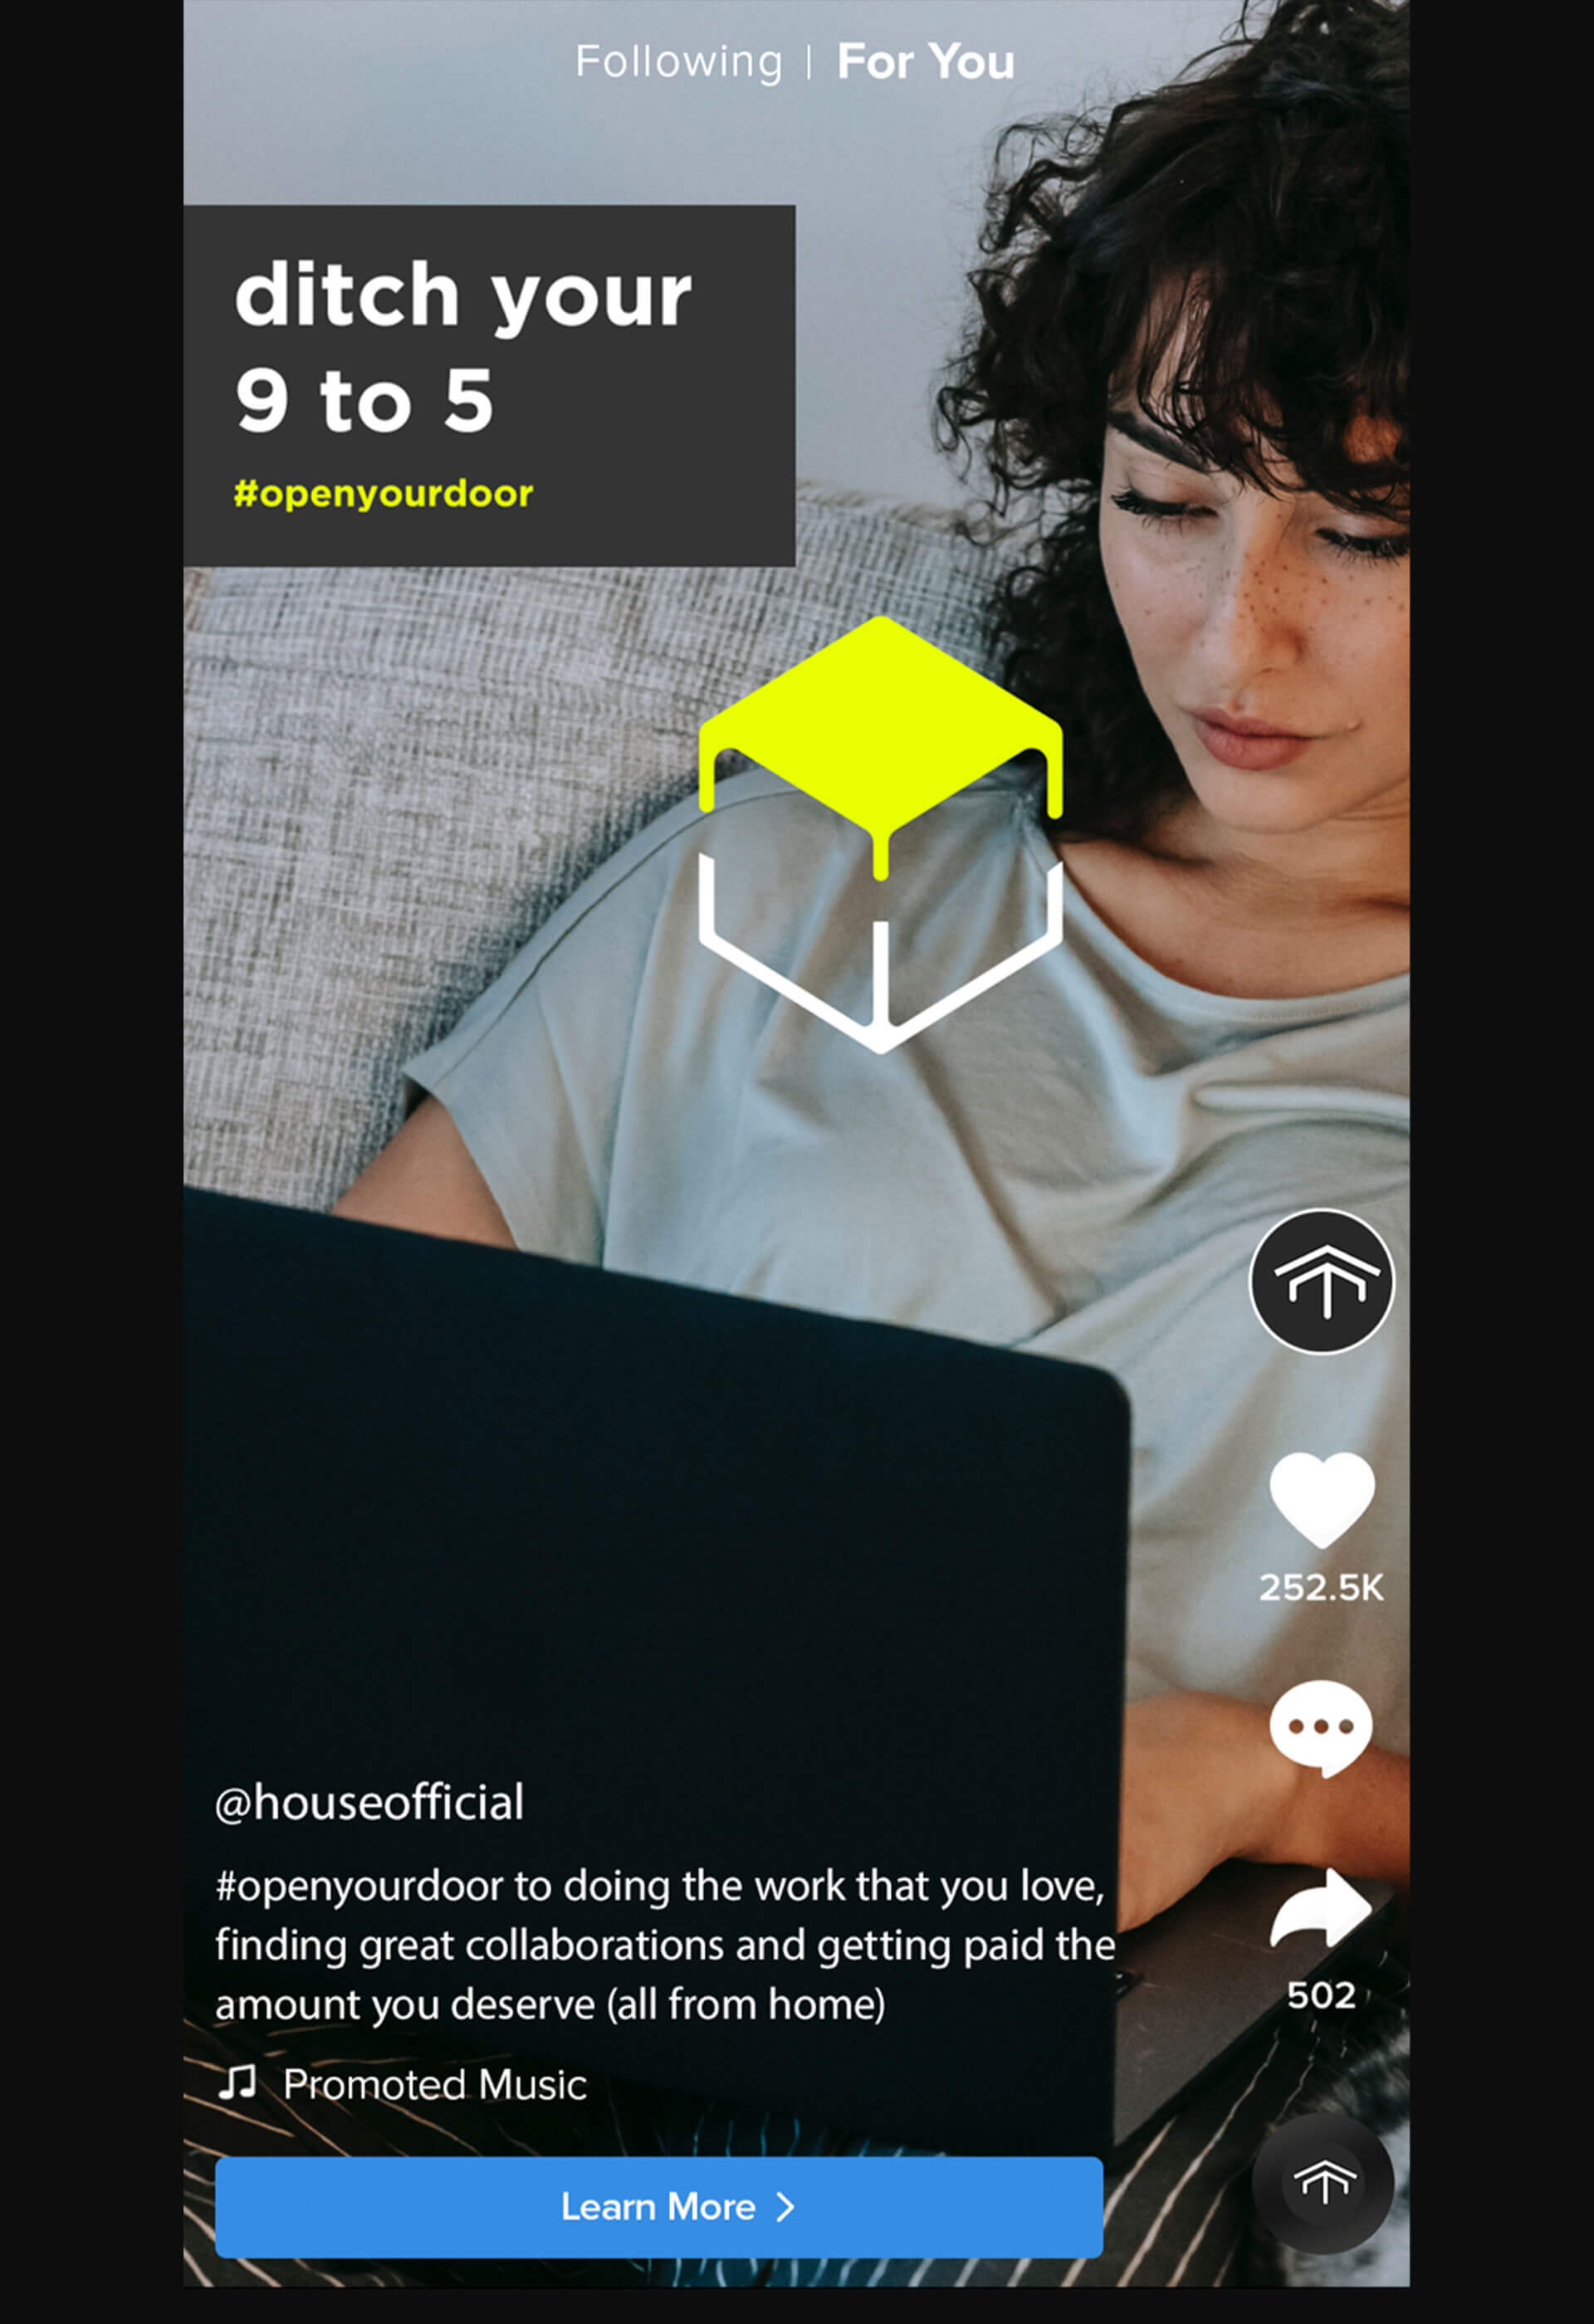 Following | For You
ditch your
9 to 5
#openyourdoor
252.5K
@houseofficial
#openyourdoor to doing the work that you love,
finding great collaborations and getting paid the
amount you deserve (all from home)
502
Promoted Music
Learn More >